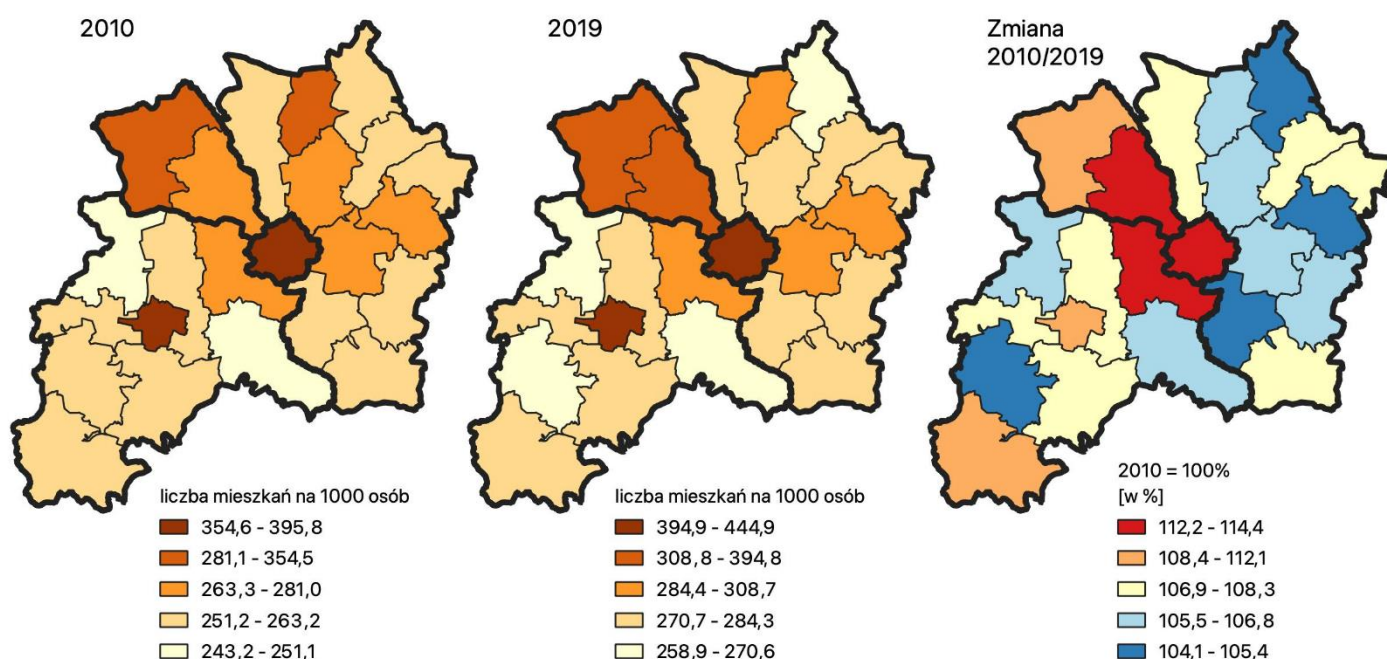 2010
liczba mieszkań na 1000 osób
354,6 - 395,8
281,1 - 354,5
263,3 - 281,0
251,2 - 263,2
243,2 - 251,1
2019
liczba mieszkań na 1000 osób
394,9 - 444,9
308,8 - 394,8
284,4 - 308,7
270,7 - 284,3
258,9 - 270,6
Zmiana
2010/2019
2010 = 100%
[w %]
112,2 - 114,4
108,4 - 112,1
106,9 - 108,3
105,5 - 106,8
104,1 - 105,4